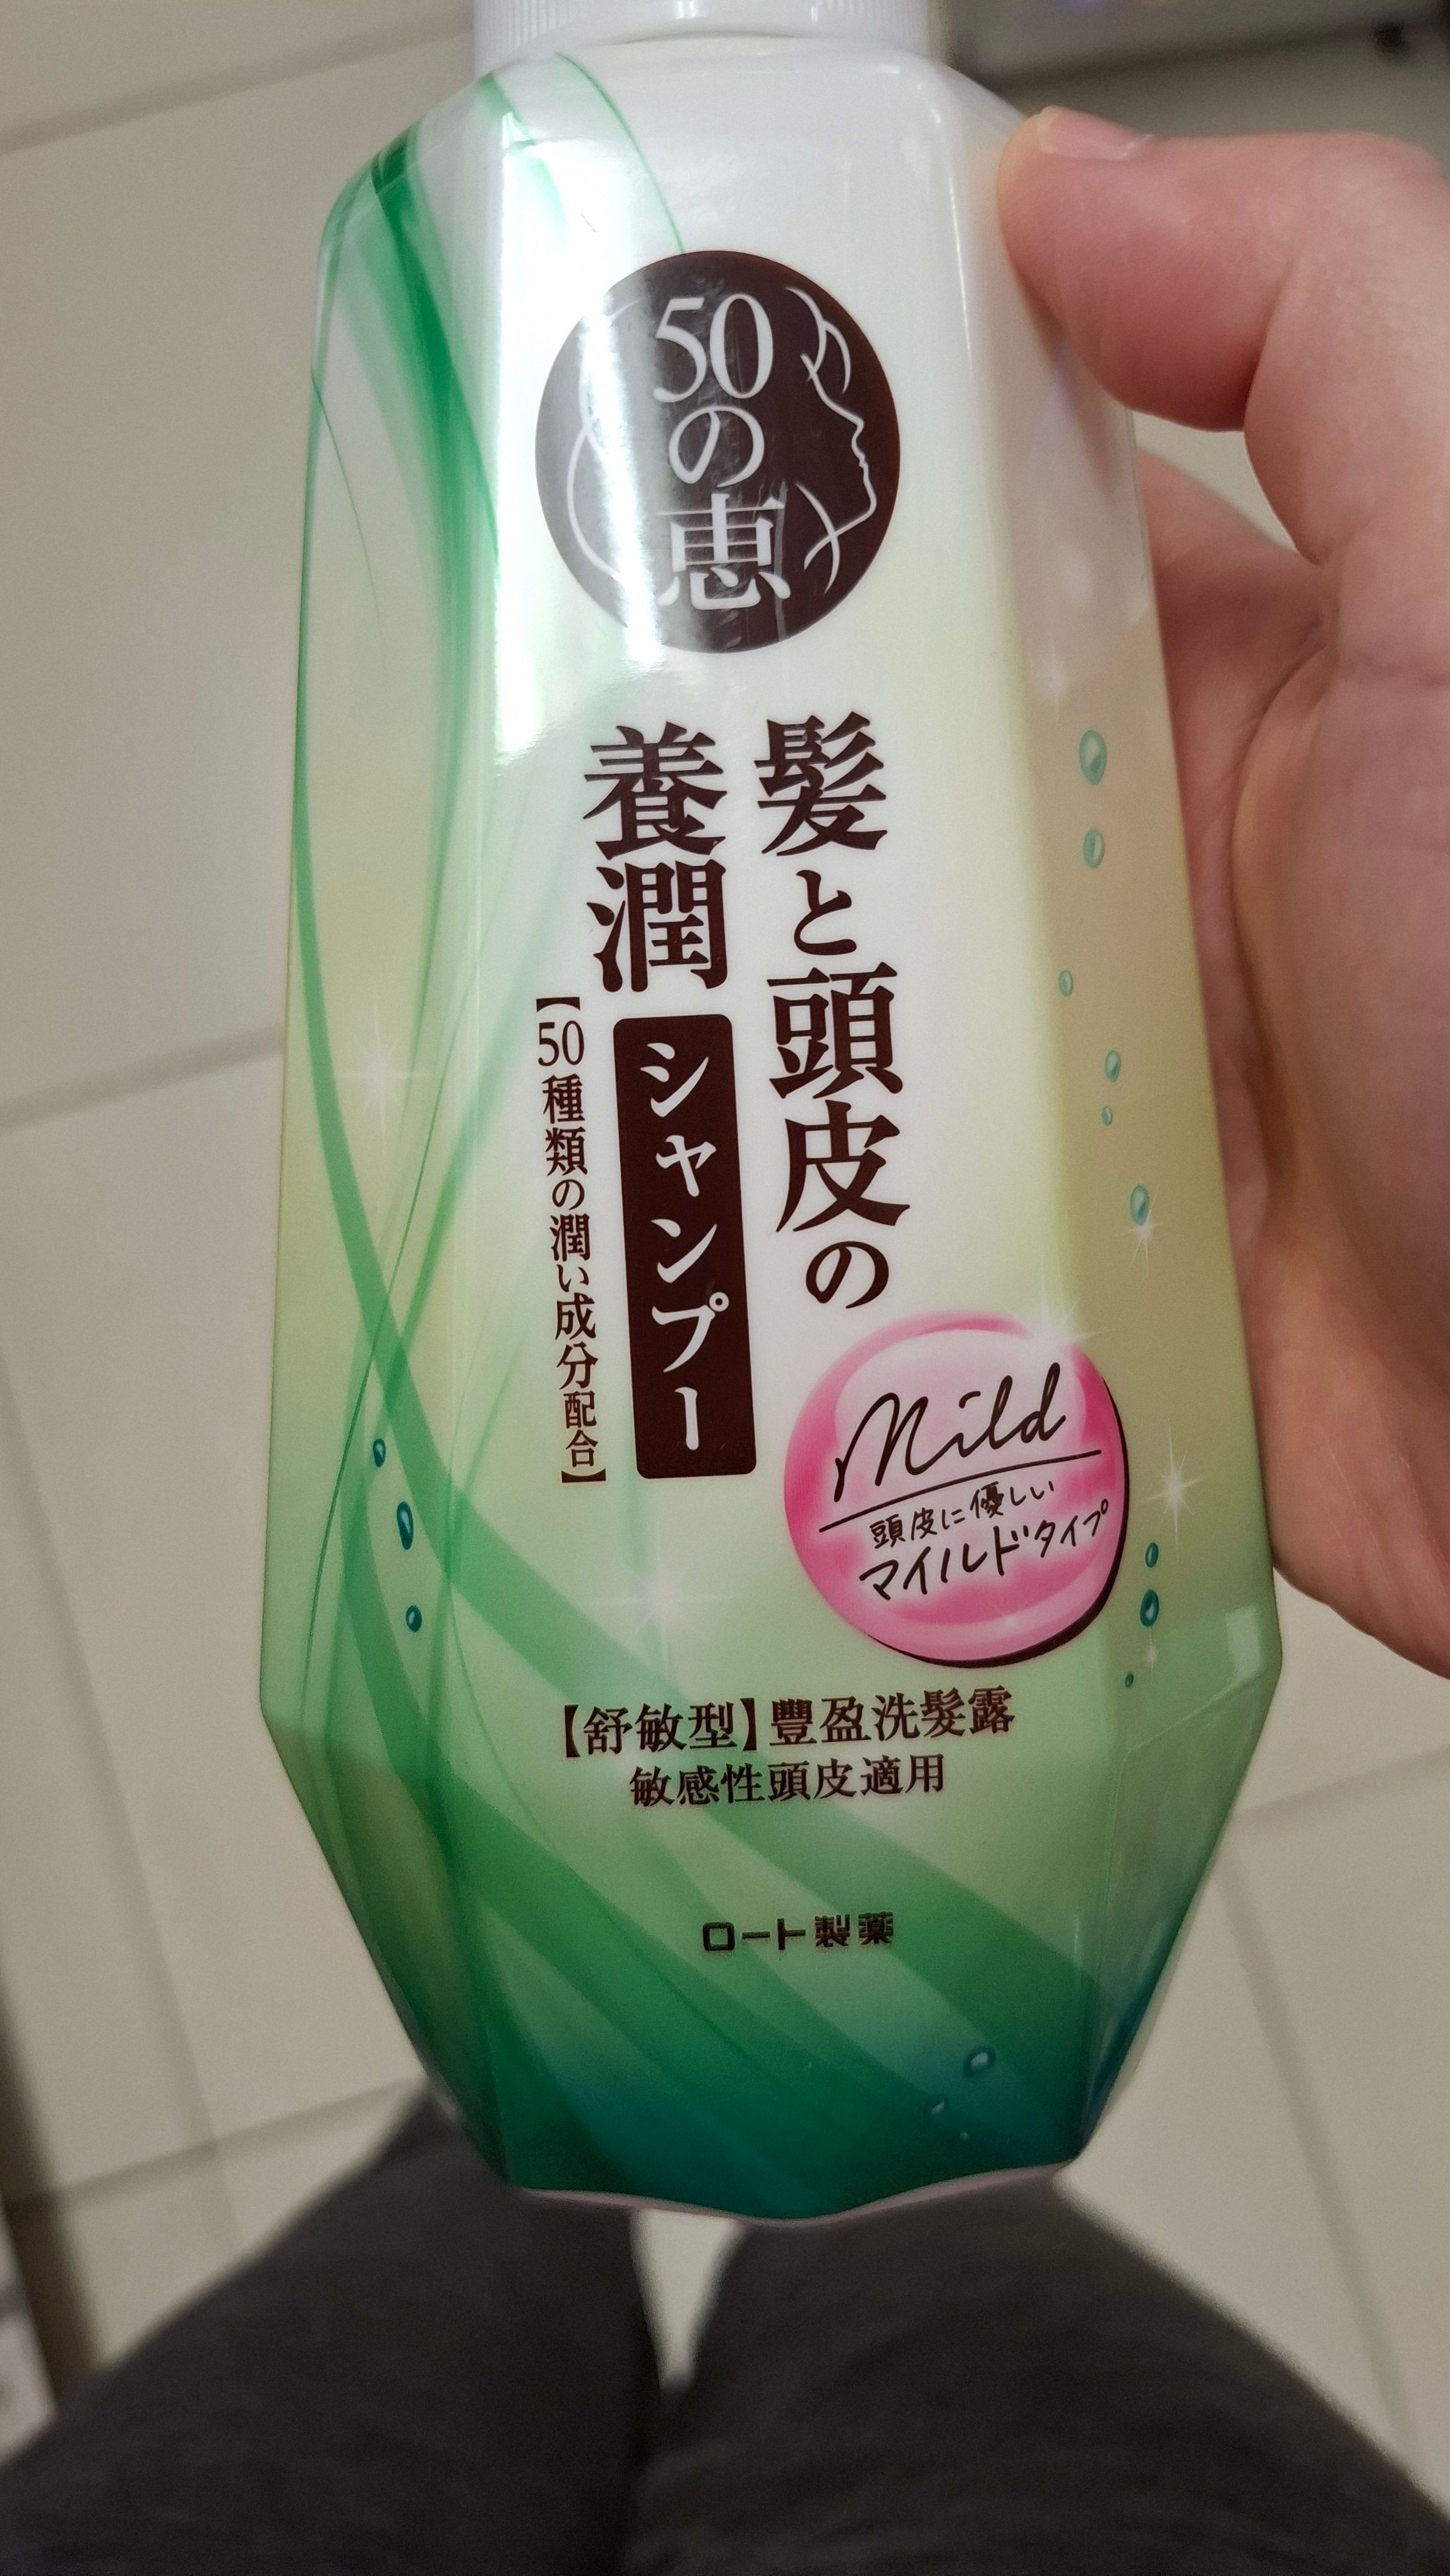 50の恵
髪と頭皮の
養潤
シャンプー
【50種類の潤い成分配合】
Mild
頭皮に優しい
マイルドタイプ
【舒敏型】豐盈洗髮露
敏感性頭皮適用
ロート製薬